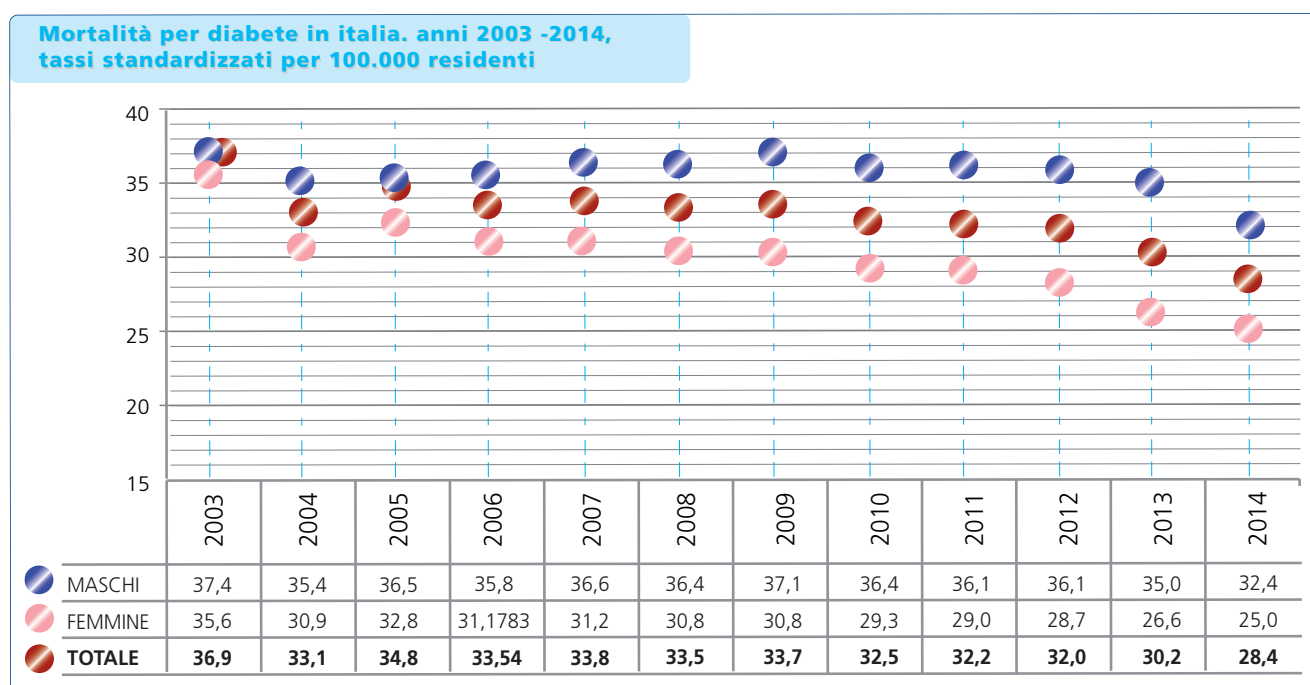 Mortalità per diabete in italia. anni 2003 -2014,
tassi standardizzati per 100.000 residenti
40
35
30
25
20
15
2003 2004 2005 2006 2007 2008 2009 2010 2011 2012 2013 2014
MASCHI 37,4 35,4 36,5 35,8 36,6 36,4 37,1 36,4 36,1 36,1 35,0 32,4
FEMMINE 35,6 30,9 32,8 31,1783 31,2 30,8 30,8 29,3 29,0 28,7 26,6 25,0
TOTALE 36,9 33,1 34,8 33,54 33,8 33,5 33,7 32,5 32,2 32,0 30,2 28,4